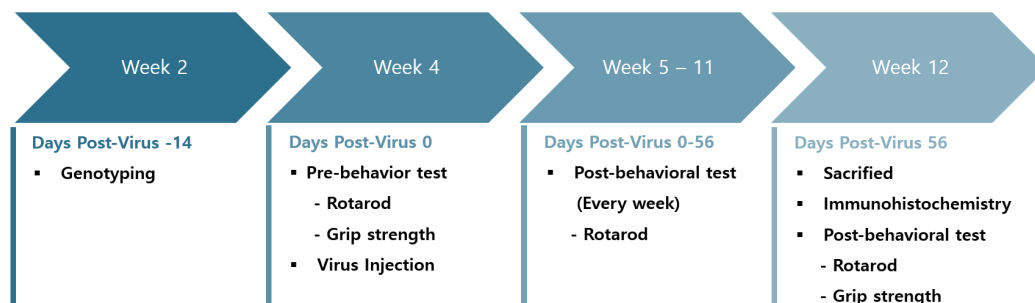 Week 2
Week 4
Week 5 – 11
Week 12
Days Post-Virus -14
▪ Genotyping
Days Post-Virus 0
▪ Pre-behavior test
- Rotarod
- Grip strength
▪ Virus Injection
Days Post-Virus 0-56
▪ Post-behavioral test
(Every week)
- Rotarod
Days Post-Virus 56
▪ Sacrified
▪ Immunohistochemistry
▪ Post-behavioral test
- Rotarod
- Grip strength